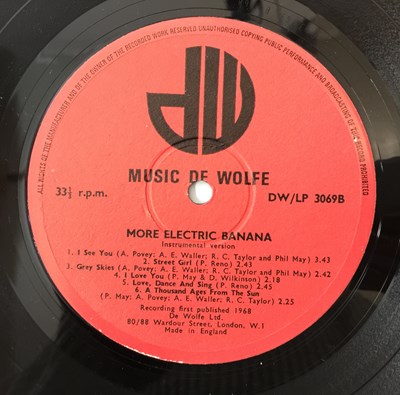 ALL RIGHTS OF THE MANUFACTURER AND OF THE OWNER OF THE RECORDED WORK RESERVED UNAUTHORISED COPYING PUBLIC PERFORMANCE AND BROADCASTING OF THIS RECORD PROHIBITED
dW
MUSIC DE WOLFE
33⅓ r.p.m.
DW/LP 3069B
MORE ELECTRIC BANANA
Instrumental version
1. I See You (A. Povey; A. E. Waller; R. C. Taylor and Phil May) 3.43
2. Street Girl (P. Reno) 3.43
3. Grey Skies (A. Povey; A. E. Waller; R. C. Taylor and Phil May) 2.42
4. I Love You (P. May & D. Wilkinson) 2.18
5. Love, Dance And Sing (P. Reno) 2.45
6. A Thousand Ages From The Sun
(P. May; A. Povey; A. E. Waller; R. C. Taylor) 2.25
Recording first published 1968
De Wolfe Ltd.
80/88 Wardour Street, London, W.1
Made in England